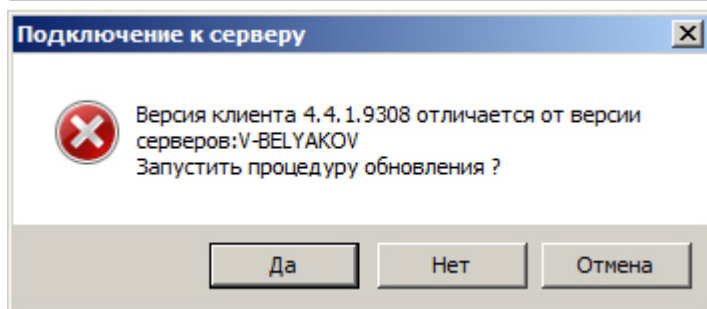 Подключение к серверу
Версия клиента 4.4.1.9308 отличается от версии
серверов:V-BELYAKOV
Запустить процедуру обновления ?
Да
Нет
Отмена